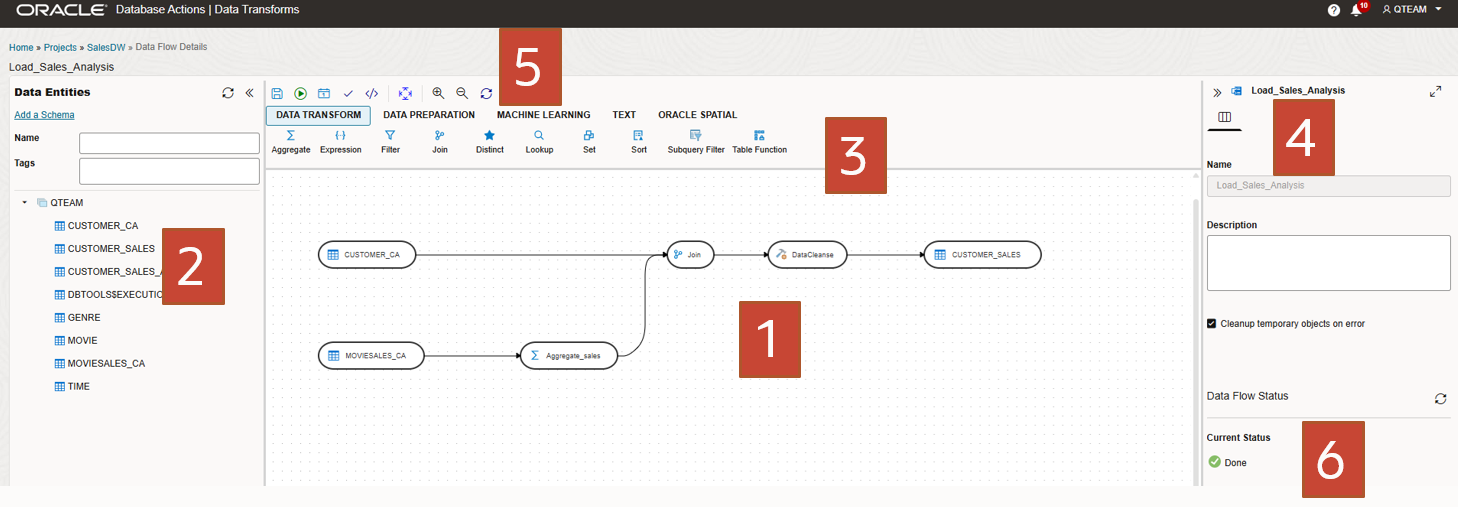 ORACLE Database Actions | Data Transforms
10
QTEAM
Home » Projects » SalesDW » Data Flow Details
Load_Sales_Analysis
5
Data Entities
Add a Schema
Name
Tags
QTEAM
CUSTOMER_CA
CUSTOMER_SALES
CUSTOMER_SALES_A
DBTOOLS$EXECUTIO
GENRE
MOVIE
MOVIESALES_CA
TIME
2
DATA TRANSFORM DATA PREPARATION MACHINE LEARNING TEXT ORACLE SPATIAL
Aggregate Expression Filter Join Distinct Lookup Set Sort Subquery Filter Table Function
3
CUSTOMER_CA Join DataCleanse CUSTOMER_SALES
MOVIESALES_CA Aggregate_sales
1
Load_Sales_Analysis
4
Name
Load_Sales_Analysis
Description
Cleanup temporary objects on error
Data Flow Status
Current Status
Done
6